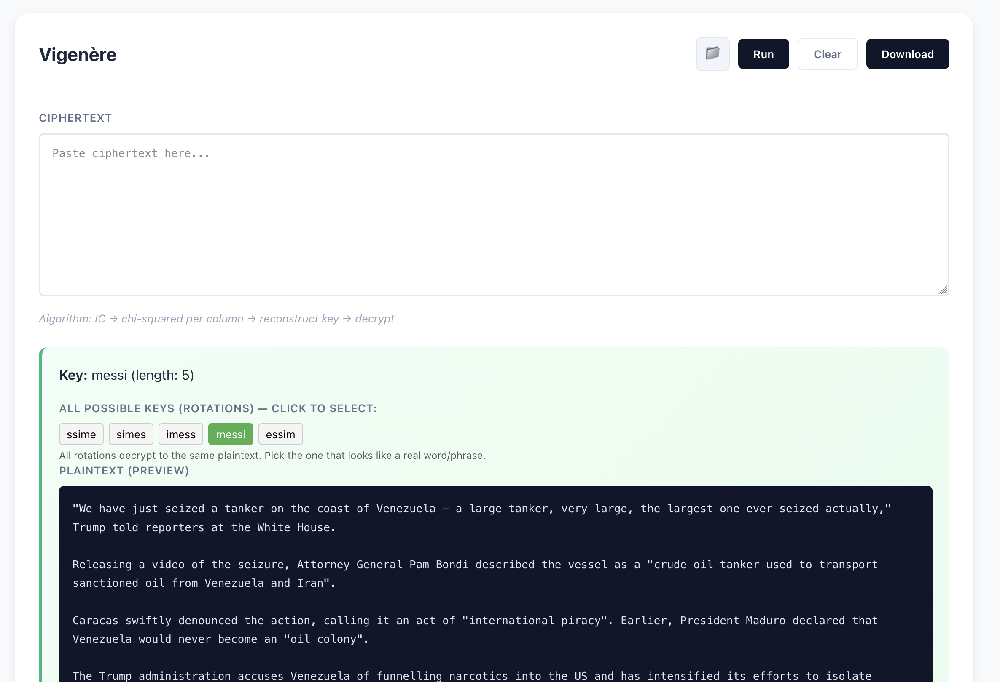 Vigenère
Run
Clear
Download
CIPHERTEXT
Paste ciphertext here...
Algorithm: IC → chi-squared per column → reconstruct key → decrypt
Key: messi (length: 5)
ALL POSSIBLE KEYS (ROTATIONS) — CLICK TO SELECT:
ssime simes imess messi essim
All rotations decrypt to the same plaintext. Pick the one that looks like a real word/phrase.
PLAINTEXT (PREVIEW)
"We have just seized a tanker on the coast of Venezuela – a large tanker, very large, the largest one ever seized actually,"
Trump told reporters at the White House.
Releasing a video of the seizure, Attorney General Pam Bondi described the vessel as a "crude oil tanker used to transport
sanctioned oil from Venezuela and Iran".
Caracas swiftly denounced the action, calling it an act of "international piracy". Earlier, President Maduro declared that
Venezuela would never become an "oil colony".
The Trump administration accuses Venezuela of funnelling narcotics into the US and has intensified its efforts to isolate